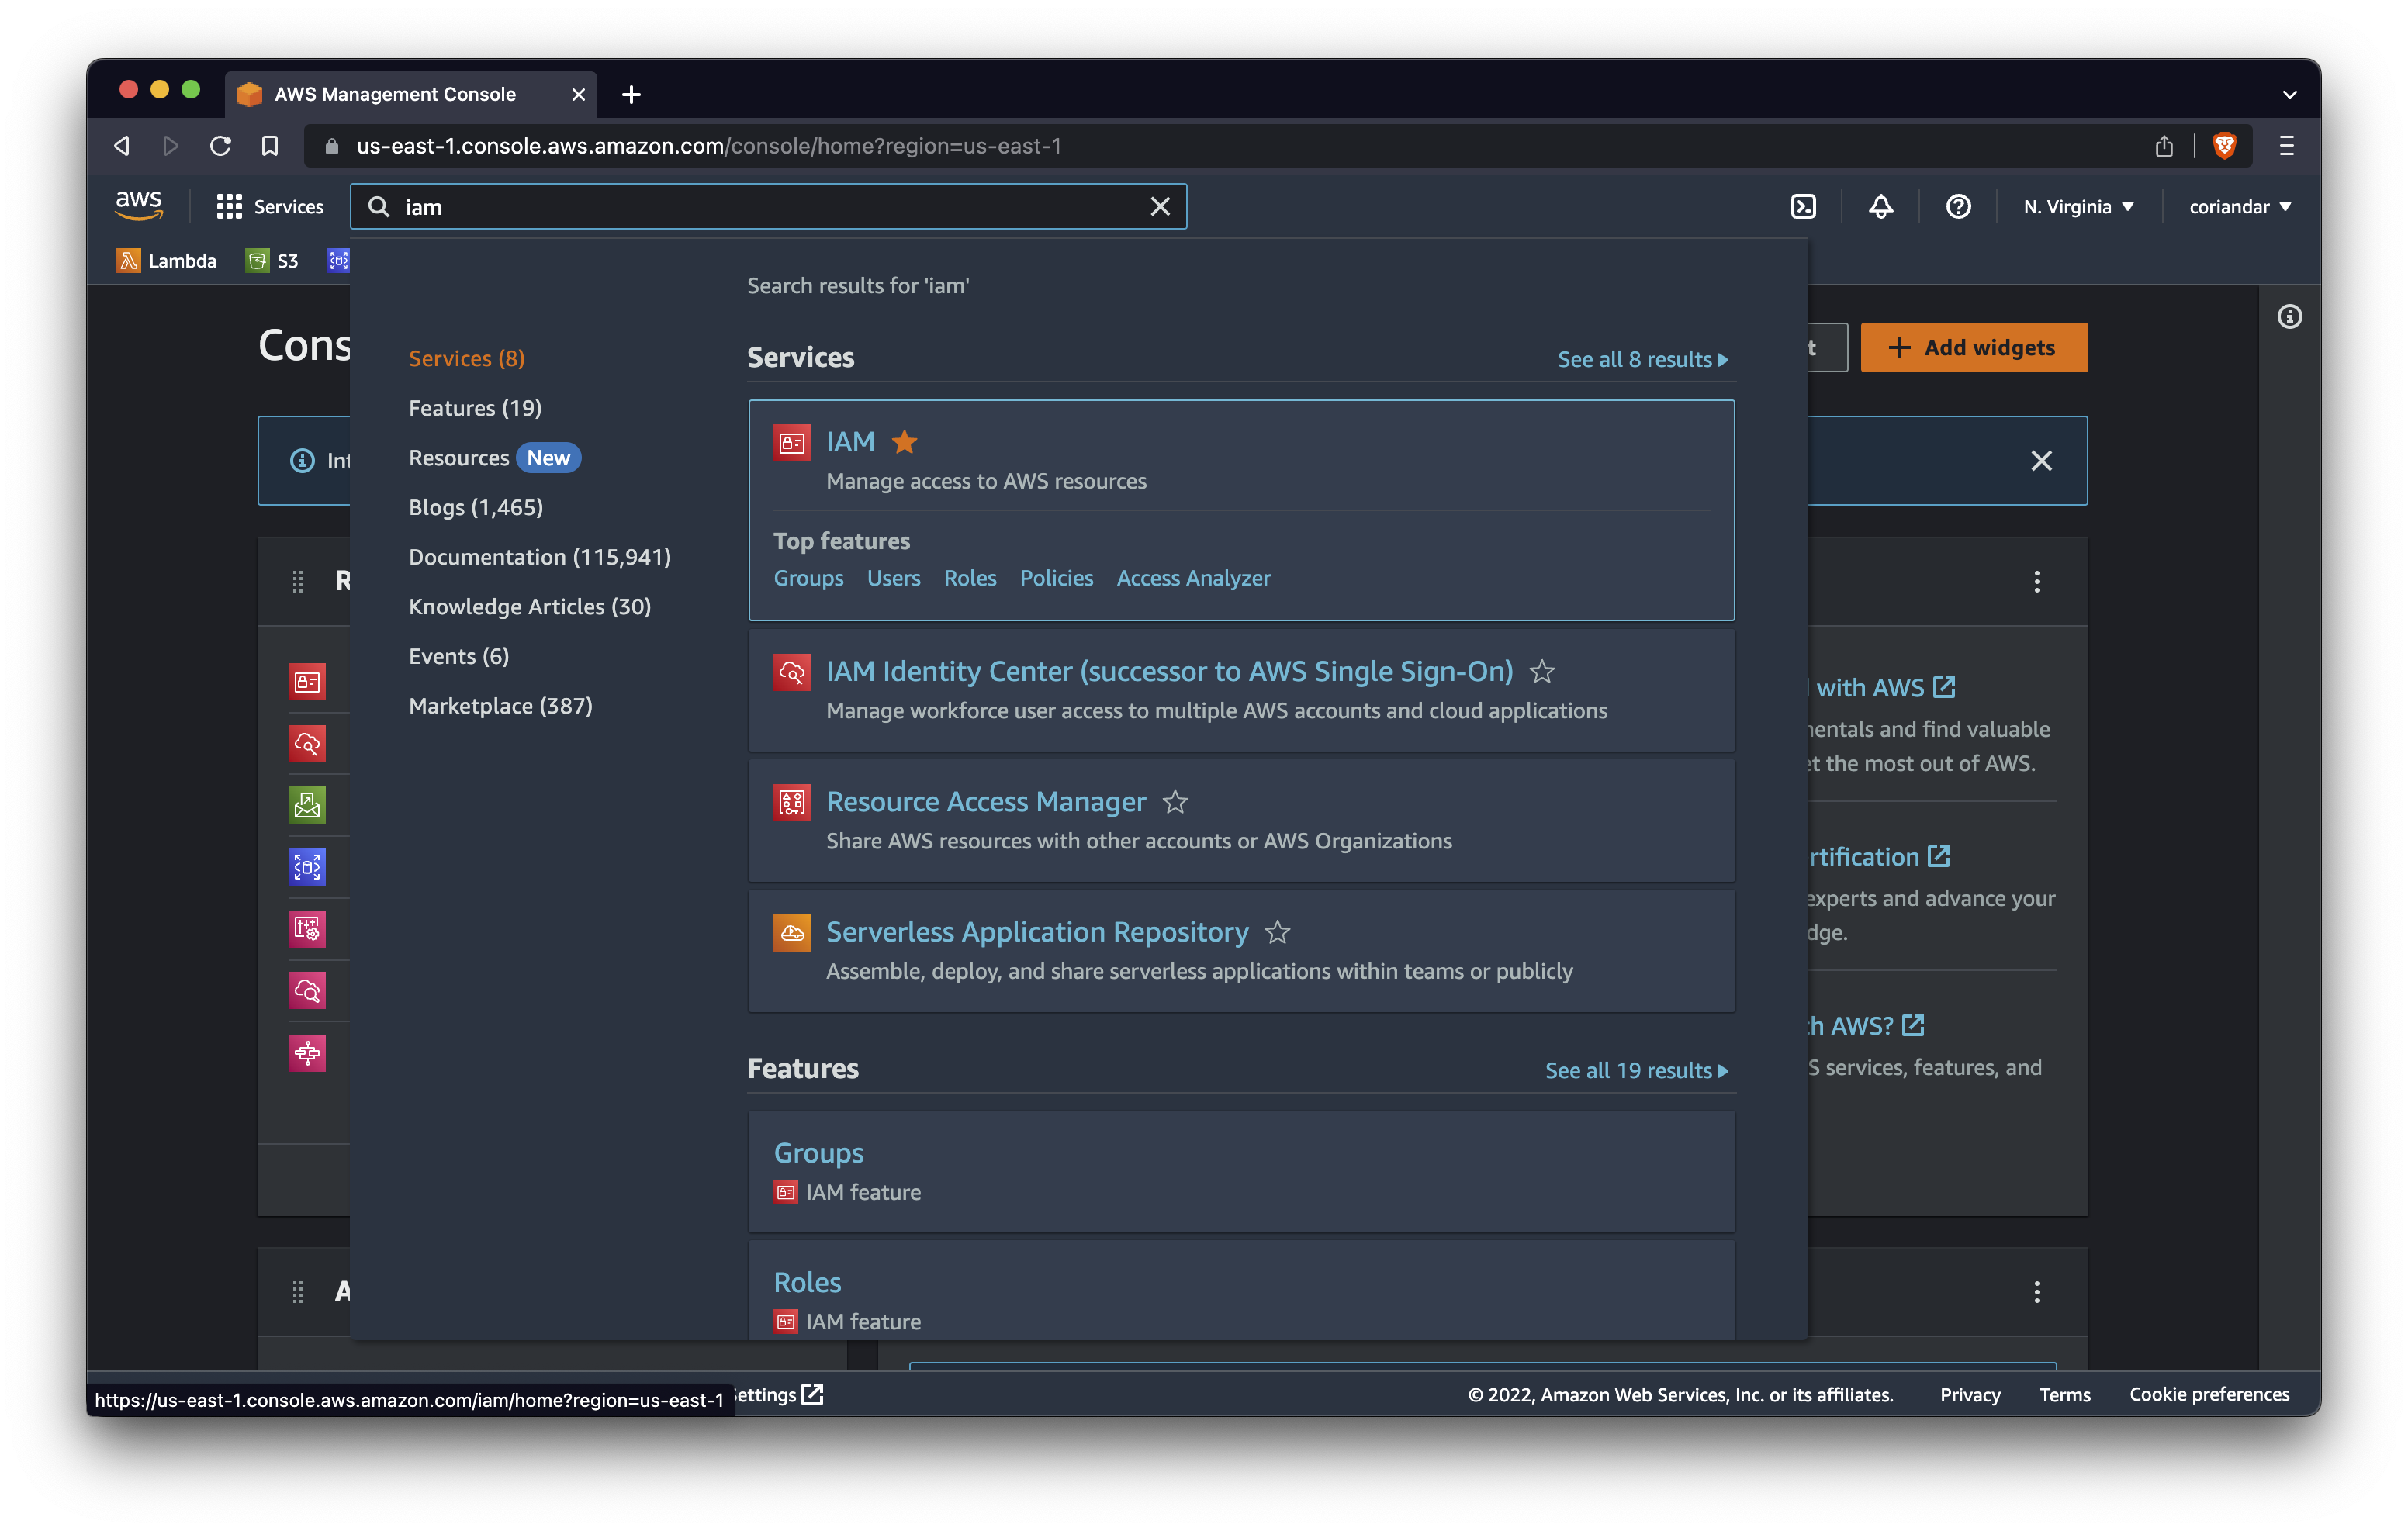 AWS Management Console
us-east-1.console.aws.amazon.com/console/home?region=us-east-1
aws
Services
iam
N. Virginia
coriandar
Lambda
S3
Search results for 'iam'
Cons
Services (8)
Features (19)
Resources New
Blogs (1,465)
Documentation (115,941)
Knowledge Articles (30)
Events (6)
Marketplace (387)
Services
See all 8 results
IAM
Manage access to AWS resources
Top features
Groups Users Roles Policies Access Analyzer
IAM Identity Center (successor to AWS Single Sign-On)
Manage workforce user access to multiple AWS accounts and cloud applications
Resource Access Manager
Share AWS resources with other accounts or AWS Organizations
Serverless Application Repository
Assemble, deploy, and share serverless applications within teams or publicly
Features
See all 19 results
Groups
IAM feature
Roles
IAM feature
t
Add widgets
Int
R
A
with AWS
entals and find valuable
et the most out of AWS.
rtification
experts and advance your
dge.
h AWS?
S services, features, and
https://us-east-1.console.aws.amazon.com/iam/home?region=us-east-1
ettings
© 2022, Amazon Web Services, Inc. or its affiliates.
Privacy
Terms
Cookie preferences